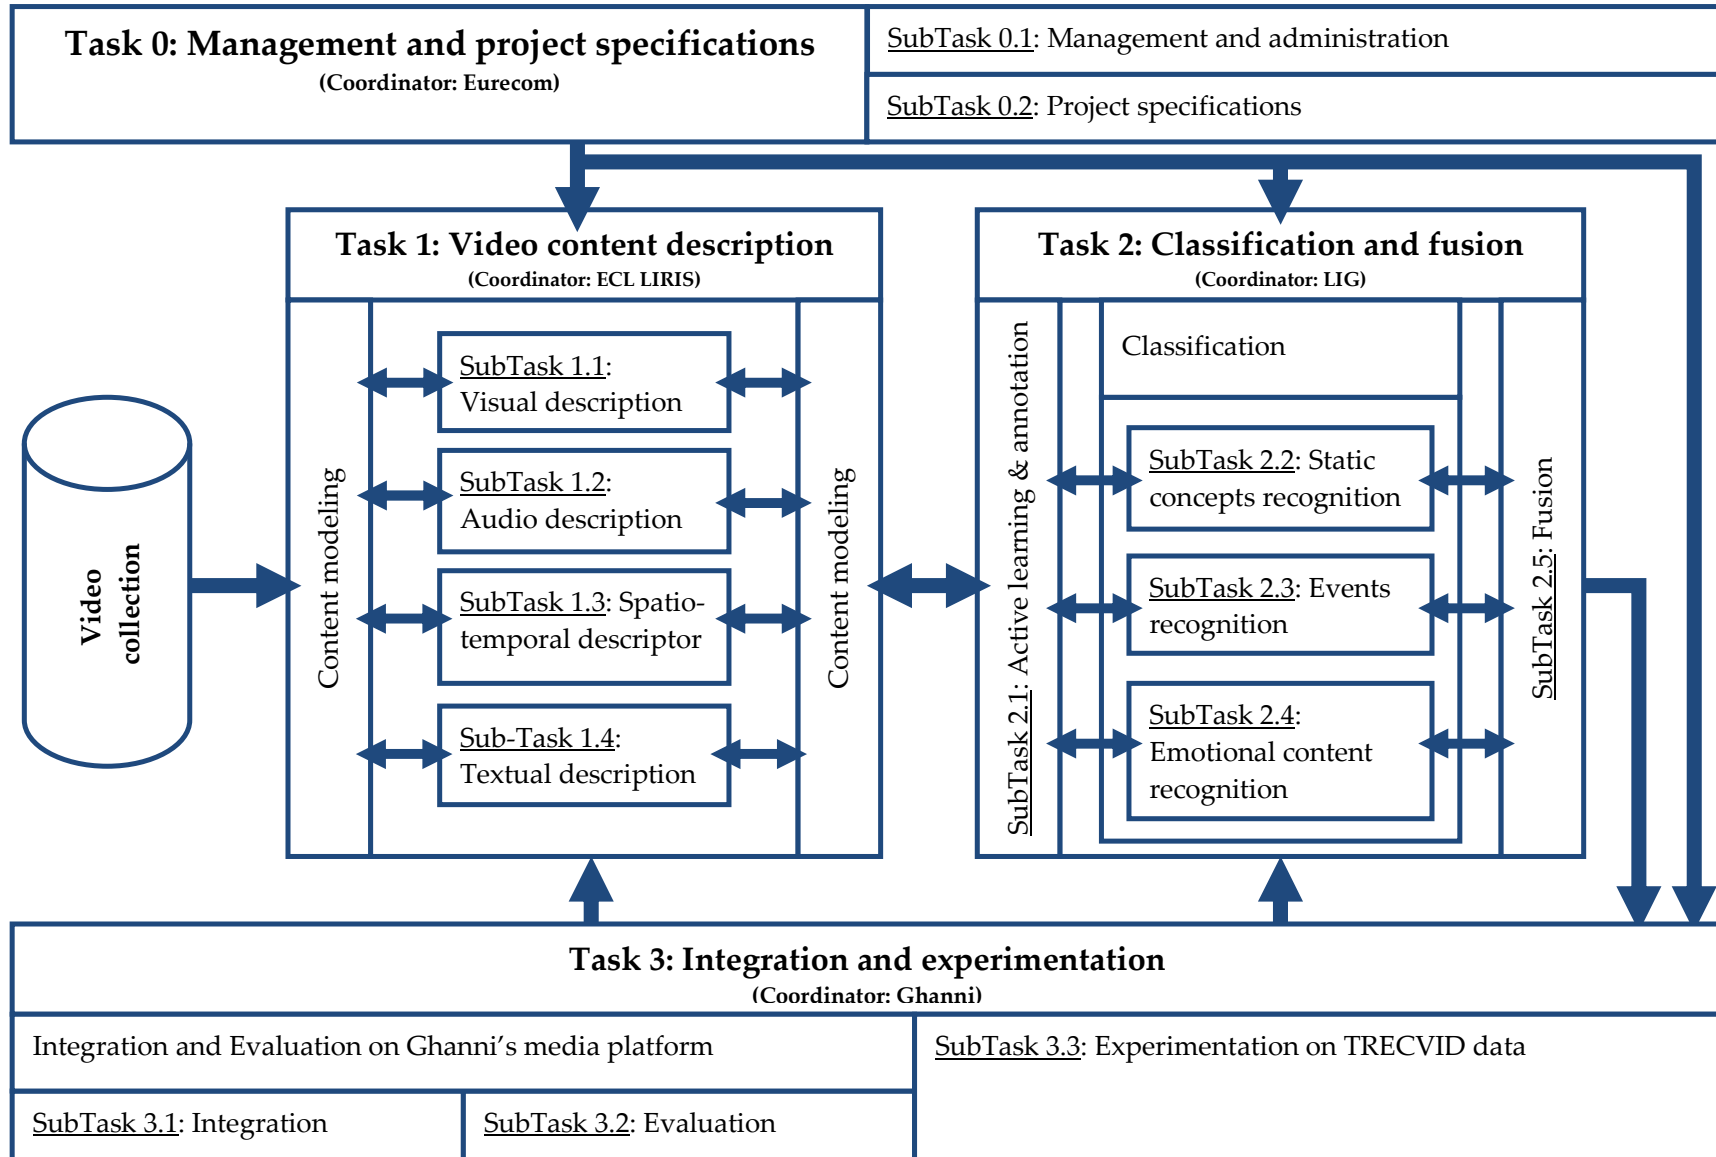 Task 0: Management and project specifications
(Coordinator: Eurecom)
SubTask 0.1: Management and administration
SubTask 0.2: Project specifications
Task 1: Video content description
(Coordinator: ECL LIRIS)
Task 2: Classification and fusion
(Coordinator: LIG)
Video
collection
Content modeling
SubTask 1.1:
Visual description
SubTask 1.2:
Audio description
SubTask 1.3: Spatio-
temporal descriptor
Sub-Task 1.4:
Textual description
Content modeling
SubTask 2.1: Active learning & annotation
Classification
SubTask 2.2: Static
concepts recognition
SubTask 2.3: Events
recognition
SubTask 2.4:
Emotional content
recognition
SubTask 2.5: Fusion
Task 3: Integration and experimentation
(Coordinator: Ghanni)
Integration and Evaluation on Ghanni’s media platform
SubTask 3.1: Integration
SubTask 3.2: Evaluation
SubTask 3.3: Experimentation on TRECVID data